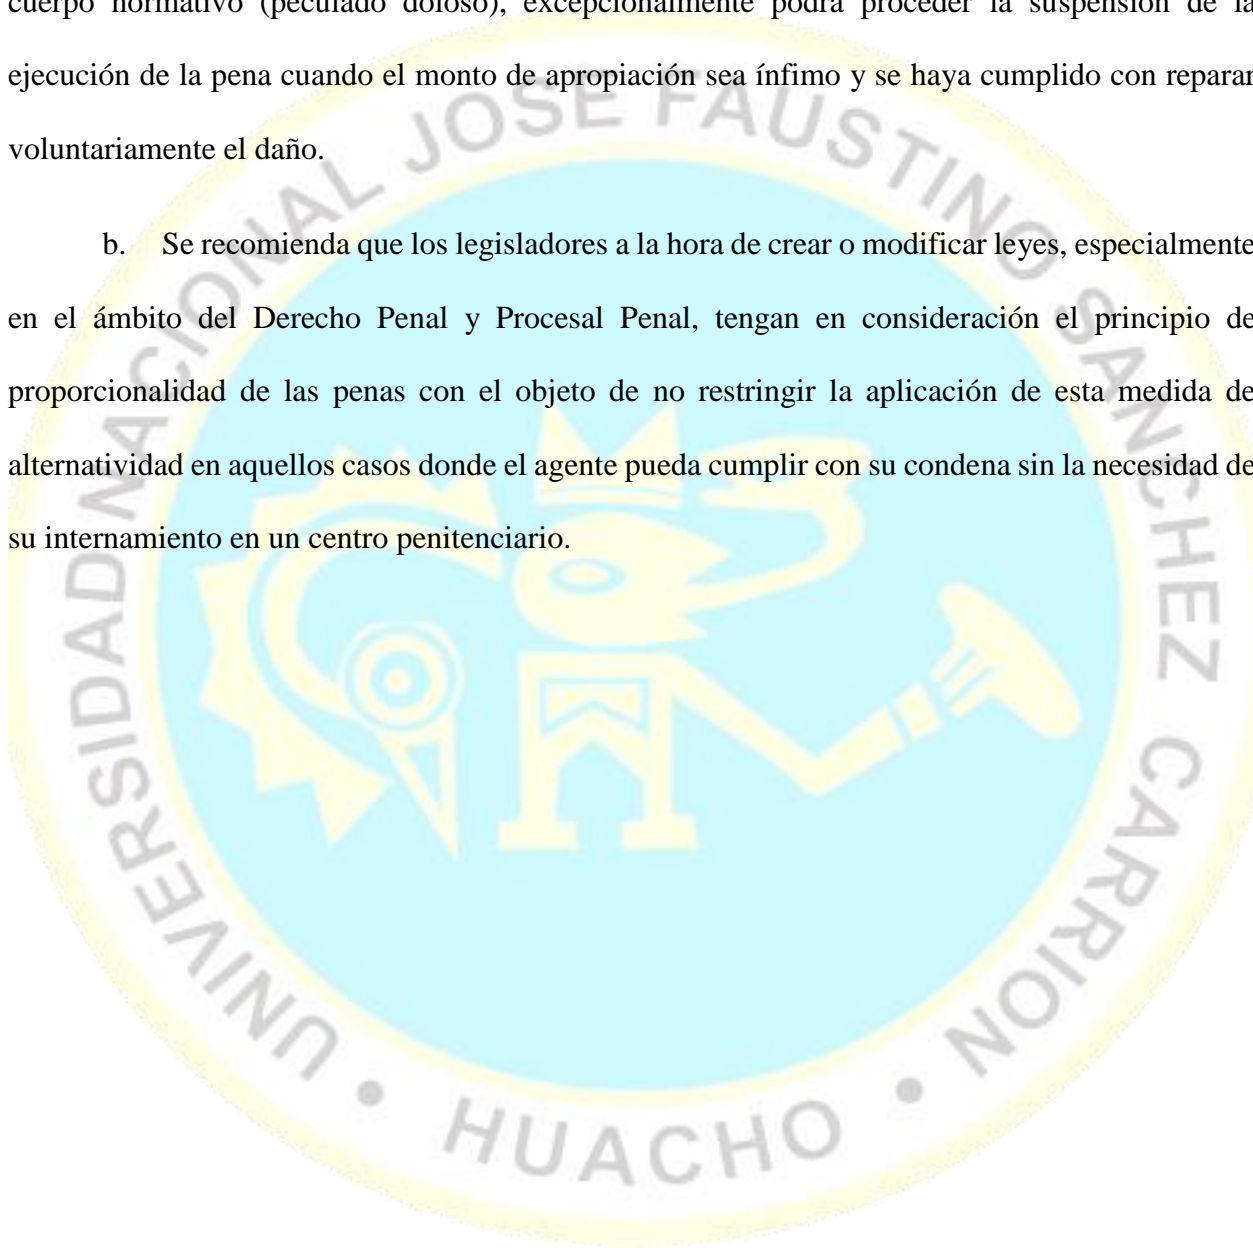 cuerpo normativo (peculado doloso), excepcionalmente podrá proceder la suspensión de la
ejecución de la pena cuando el monto de apropiación sea ínfimo y se haya cumplido con reparar
voluntariamente el daño.
b. Se recomienda que los legisladores a la hora de crear o modificar leyes, especialmente
en el ámbito del Derecho Penal y Procesal Penal, tengan en consideración el principio de
proporcionalidad de las penas con el objeto de no restringir la aplicación de esta medida de
alternatividad en aquellos casos donde el agente pueda cumplir con su condena sin la necesidad de
su internamiento en un centro penitenciario.
UNIVERSIDAD NACIONAL JOSE FAUSTINO SANCHEZ CARRION
• HUACHO •